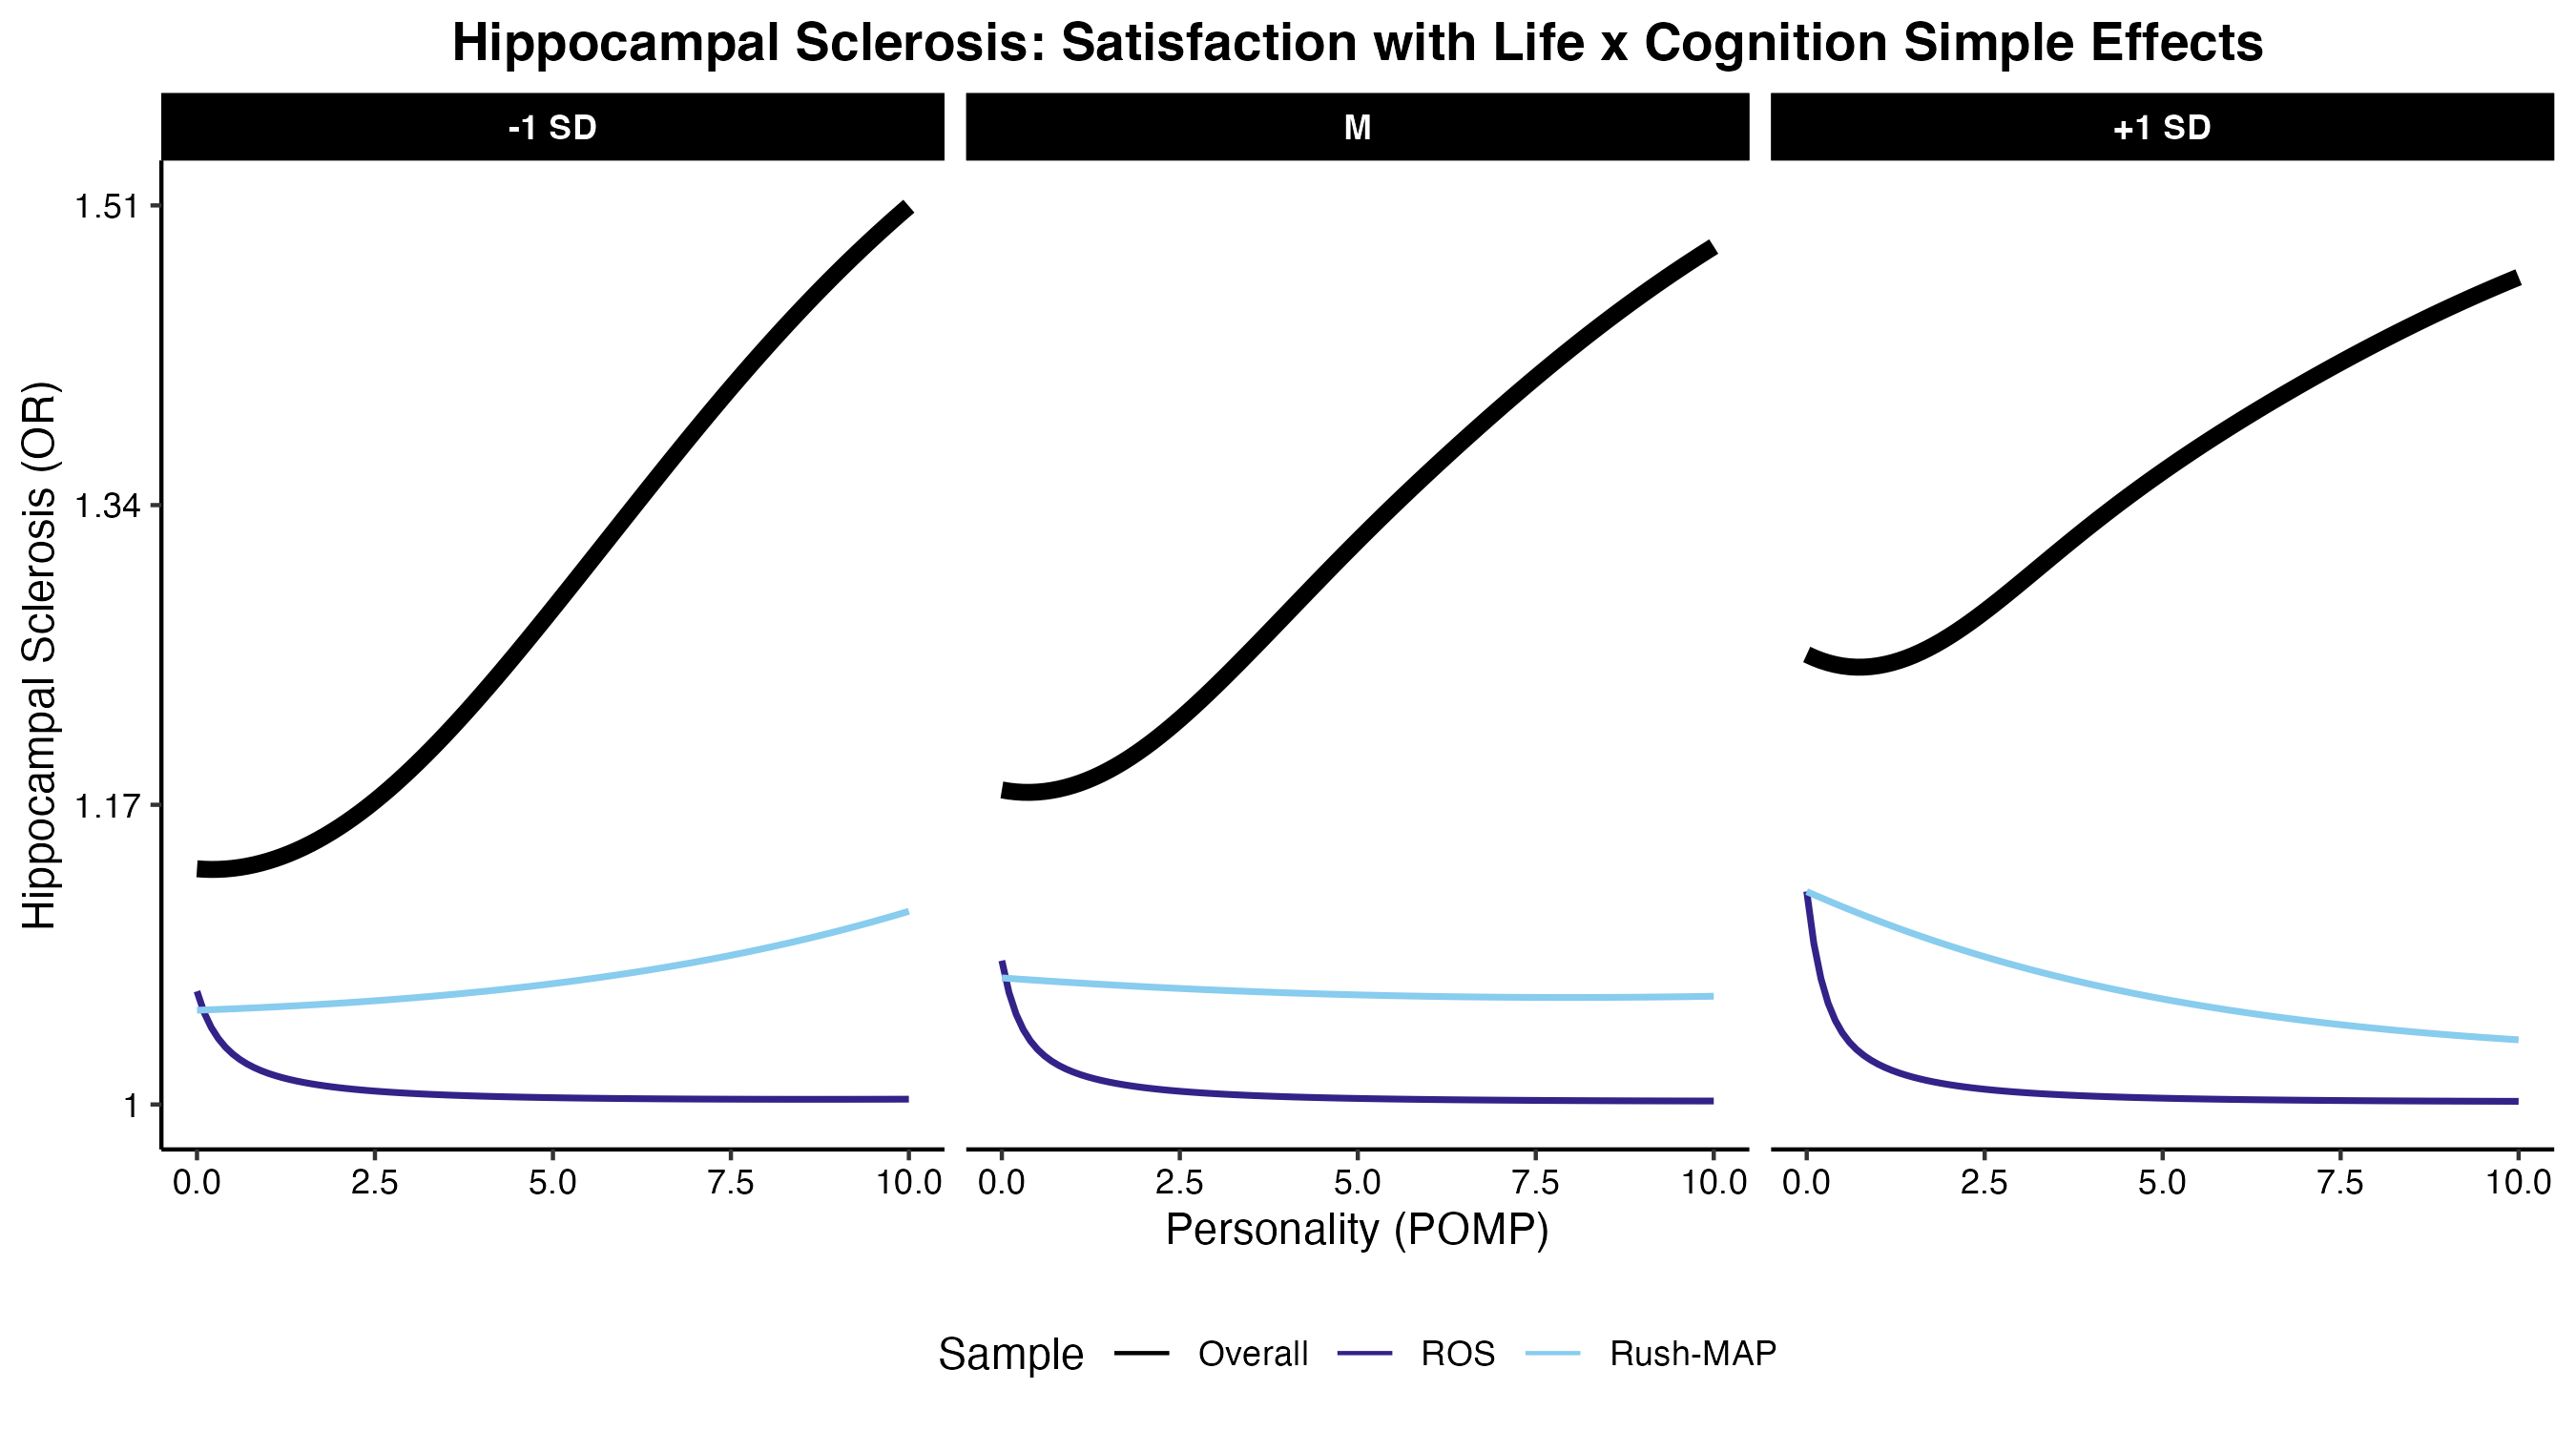 Hippocampal Sclerosis: Satisfaction with Life x Cognition Simple Effects
-1 SD M +1 SD
Hippocampal Sclerosis (OR)
1.51
1.34
1.17
1
0.0 2.5 5.0 7.5 10.0 0.0 2.5 5.0 7.5 10.0 0.0 2.5 5.0 7.5 10.0
Personality (POMP)
Sample Overall ROS Rush-MAP